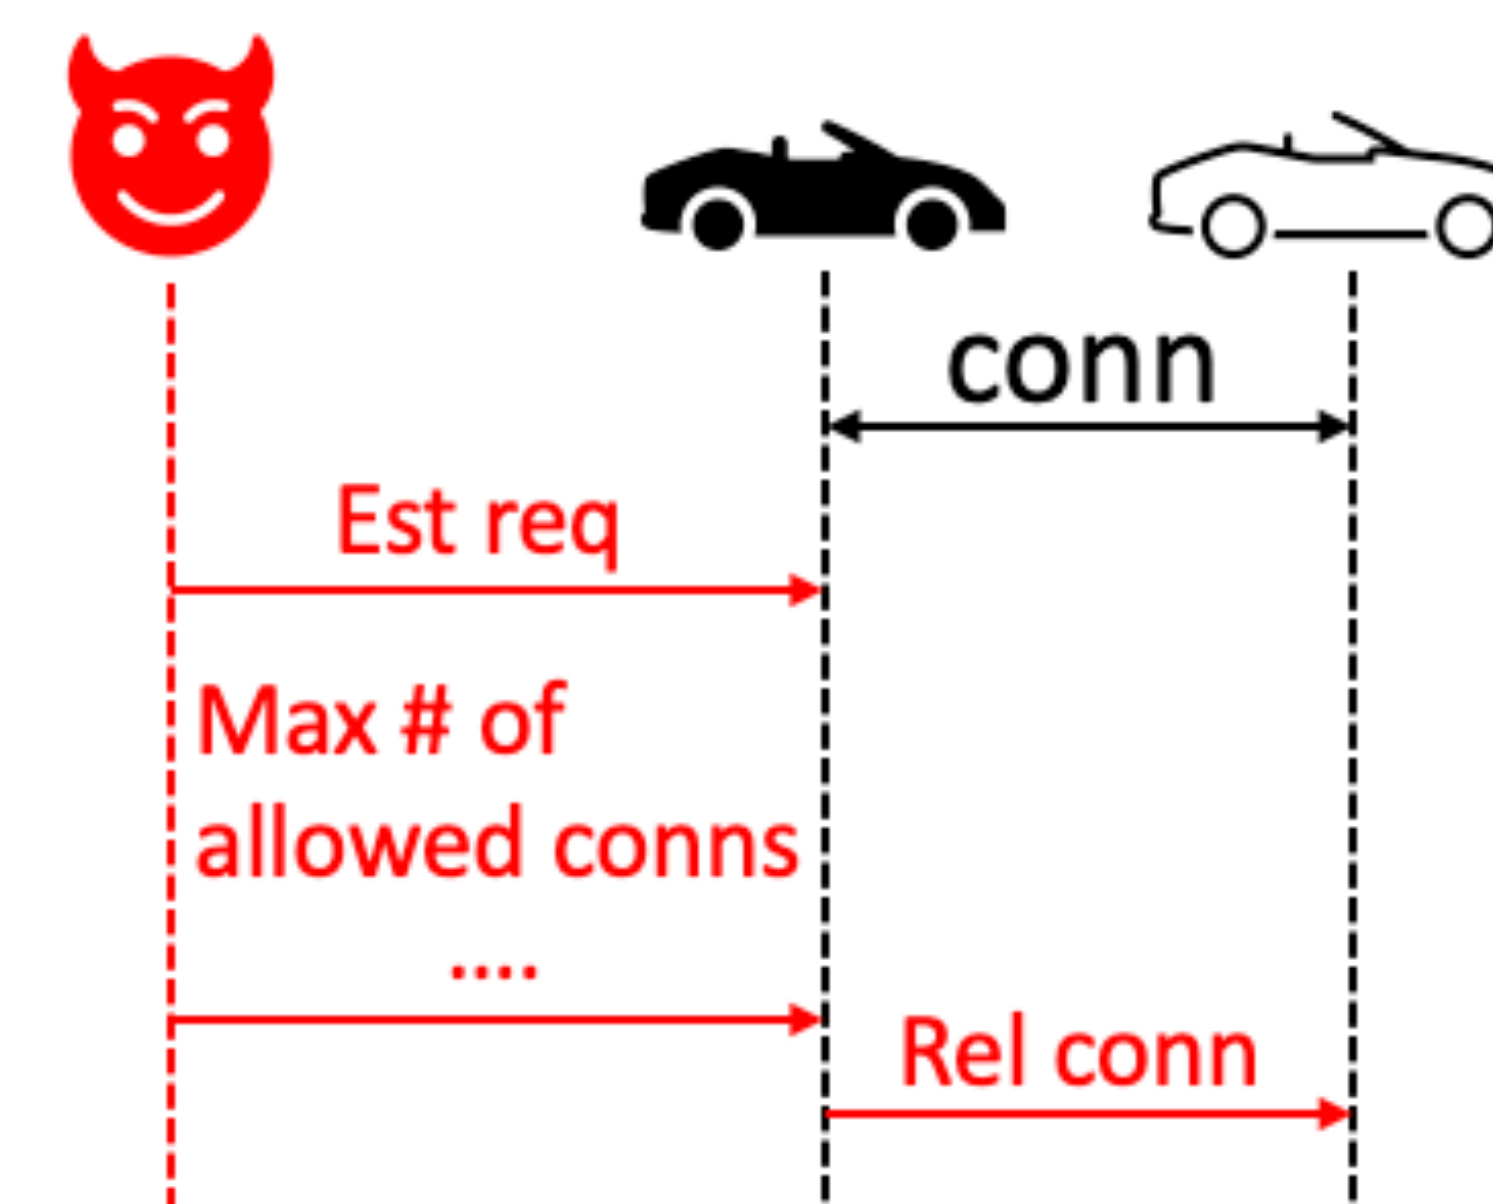 conn
Est req
Max # of
allowed conns
....
Rel conn